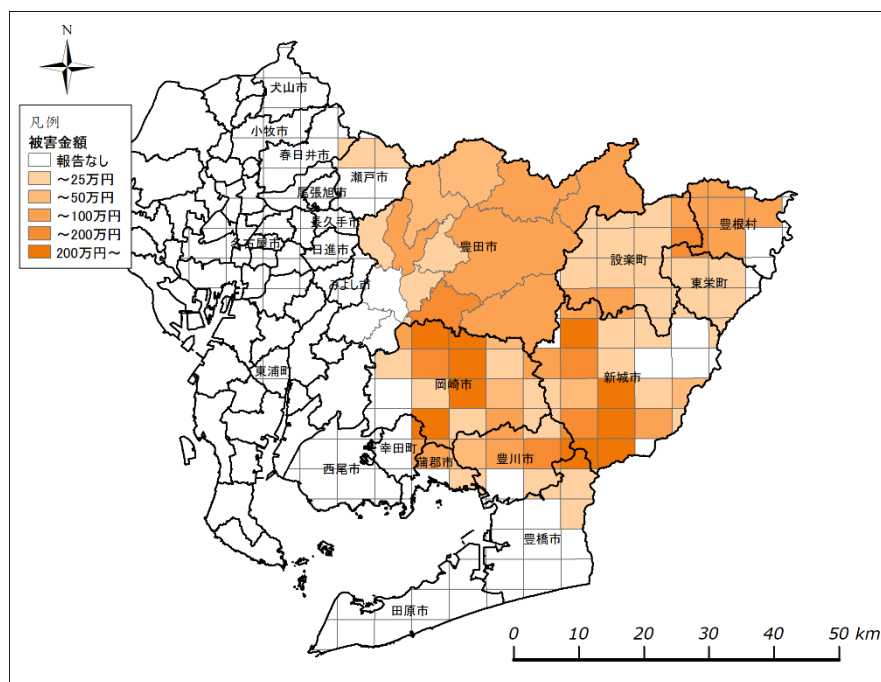 N
凡例
被害金額
報告なし
～25万円
～50万円
～100万円
～200万円
200万円～
犬山市
小牧市
春日井市
瀬戸市
尾張旭市
長久手市
名古屋市
日進市
みよし市
豊田市
豊根村
設楽町
東栄町
東浦町
岡崎市
新城市
幸田町
西尾市
蒲郡市
豊川市
豊橋市
田原市
0 10 20 30 40 50 km